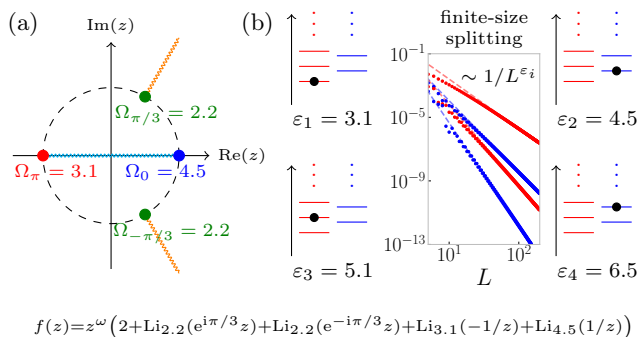 (a)
Im(z)
Ω_{π/3} = 2.2
Re(z)
Ω_π = 3.1
Ω_0 = 4.5
Ω_{−π/3} = 2.2
(b)
finite-size
splitting
10^{−1}
10^{−5}
10^{−9}
10^{−13}
∼ 1/L^{ε_i}
10^1
10^2
L
ε_1 = 3.1
ε_2 = 4.5
ε_3 = 5.1
ε_4 = 6.5
f(z)=z^ω(2+Li_{2.2}(e^{iπ/3}z)+Li_{2.2}(e^{−iπ/3}z)+Li_{3.1}(−1/z)+Li_{4.5}(1/z))